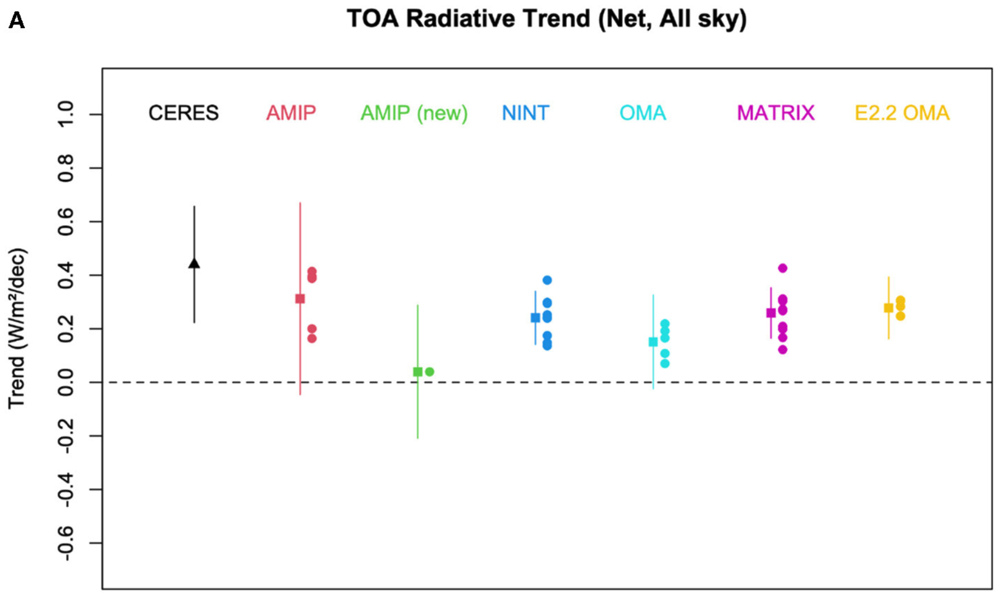 A
TOA Radiative Trend (Net, All sky)
CERES AMIP AMIP (new) NINT OMA MATRIX E2.2 OMA
1.0
0.8
0.6
0.4
0.2
0.0
-0.2
-0.4
-0.6
Trend (W/m²/dec)